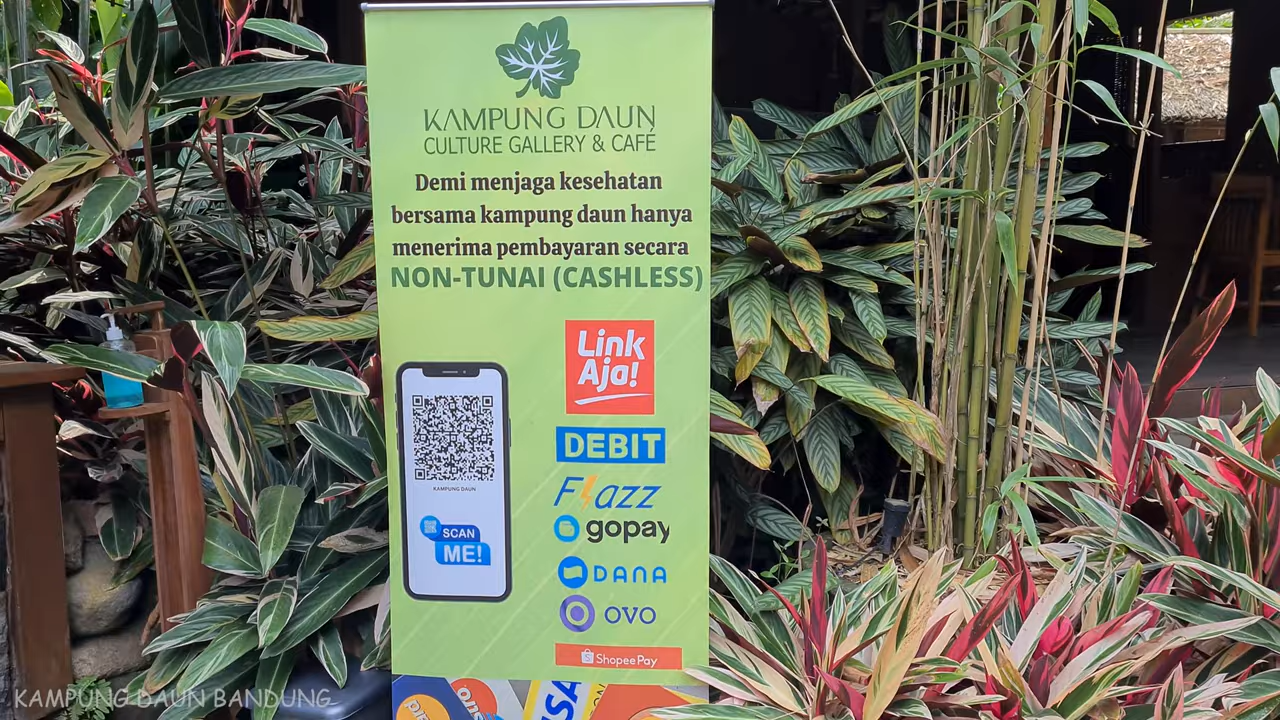 KAMPUNG DAUN
CULTURE GALLERY & CAFÉ
Demi menjaga kesehatan
bersama kampung daun hanya
menerima pembayaran secara
NON-TUNAI (CASHLESS)
Link
Aja!
DEBIT
Flazz
gopay
DANA
OVO
ShopeePay
KAMPUNG DAUN
SCAN
ME!
VISA
KAMPUNG DAUN BANDUNG